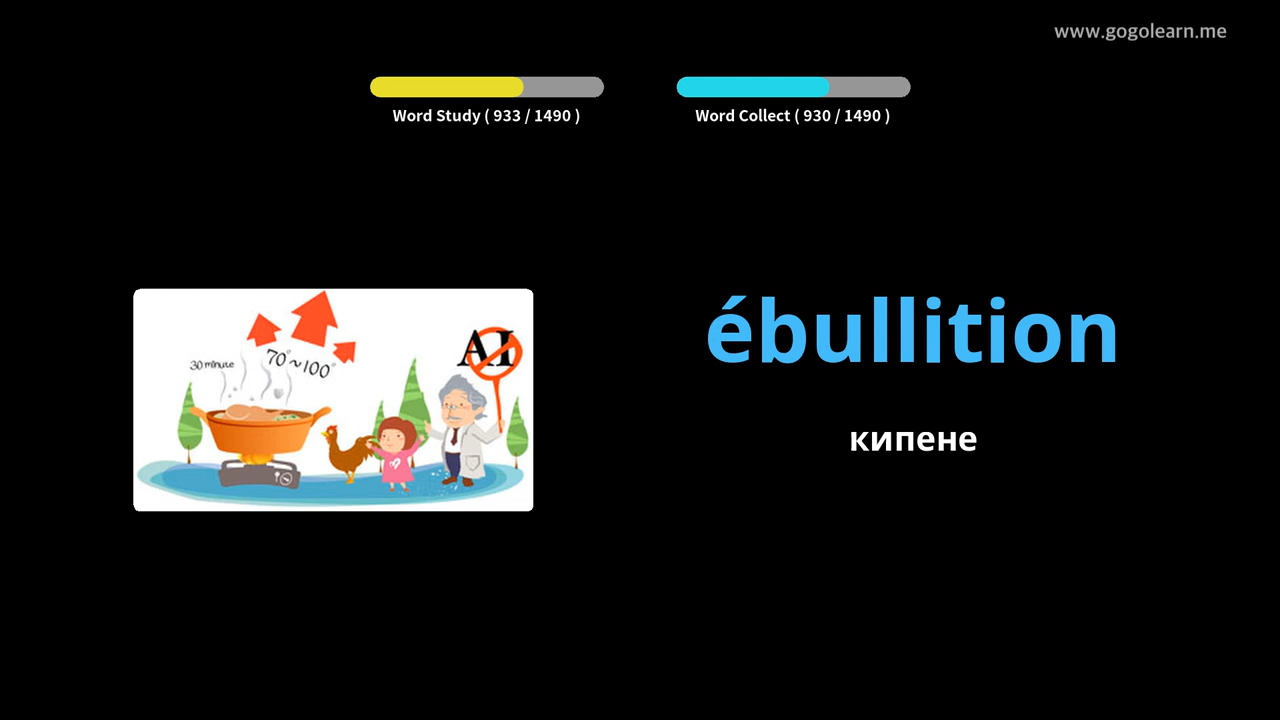 www.gogolearn.me
Word Study ( 933 / 1490 )
Word Collect ( 930 / 1490 )
30 minute
70°~100°
AI
ébullition
кипене